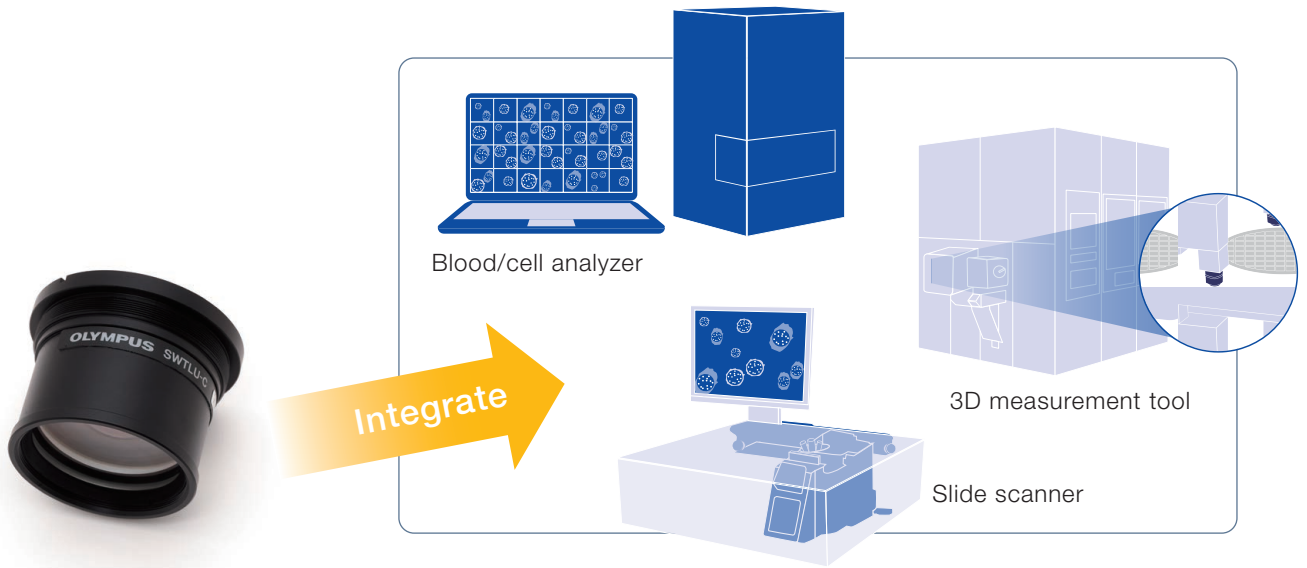 OLYMPUS SWTLU-C
Integrate
Blood/cell analyzer
3D measurement tool
Slide scanner